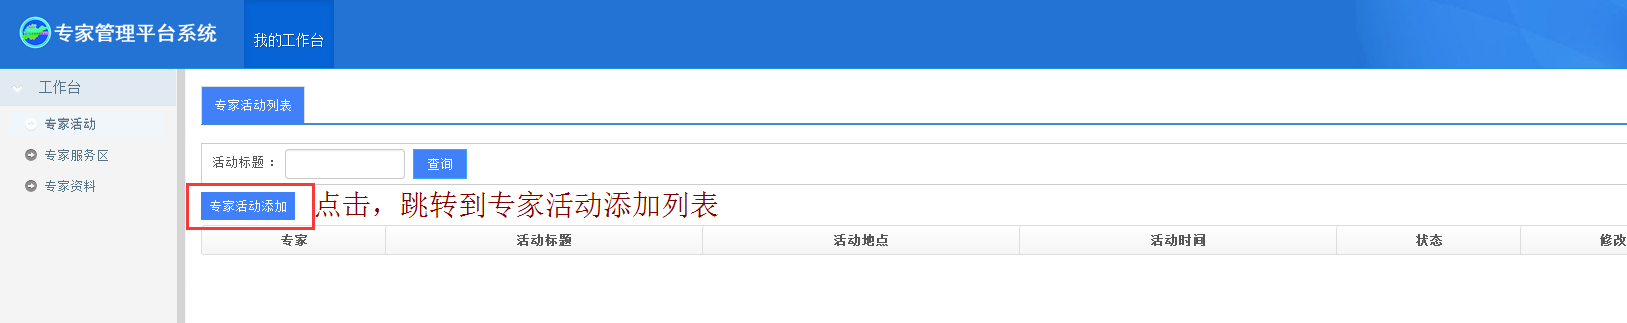 专家管理平台系统
我的工作台
工作台
专家活动
专家服务区
专家资料
专家活动列表
活动标题： 查询
专家活动添加 点击，跳转到专家活动添加列表
专家 活动标题 活动地点 活动时间 状态 修改